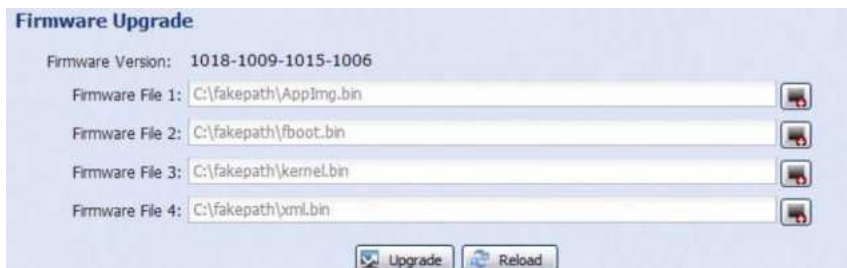 Firmware Upgrade
Firmware Version: 1018-1009-1015-1006
Firmware File 1: C:\fakepath\AppImg.bin
Firmware File 2: C:\fakepath\fboot.bin
Firmware File 3: C:\fakepath\kernel.bin
Firmware File 4: C:\fakepath\xml.bin
Upgrade Reload